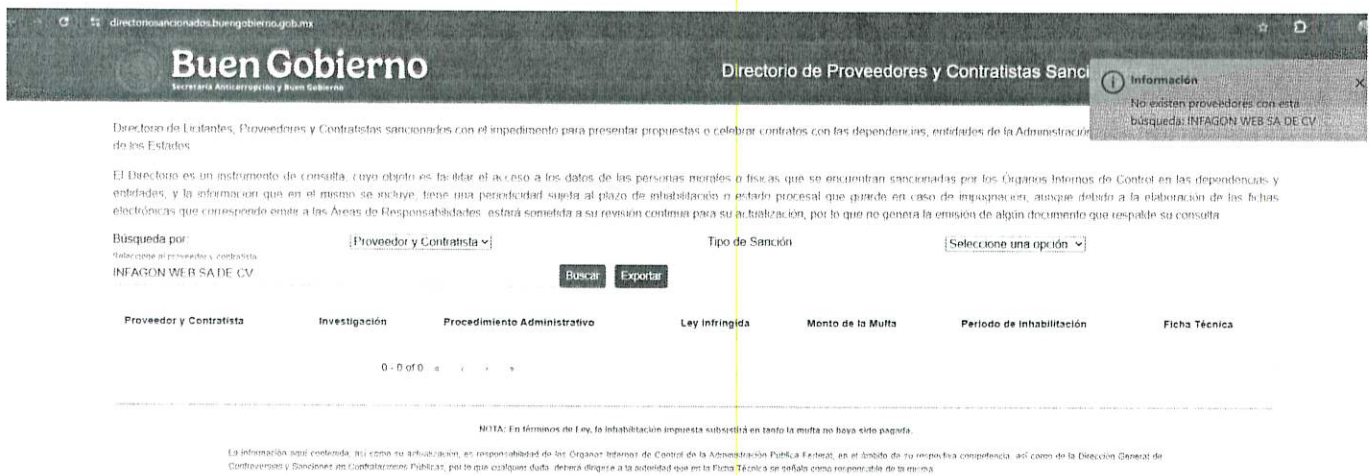 directoriosancionados.buengobierno.gob.mx
Buen Gobierno
Secretaría Anticorrupción y Buen Gobierno
Directorio de Proveedores y Contratistas Sanci
Información
No existen proveedores con esta
búsqueda: INFAGON WEB SA DE CV
Directorio de Licitantes, Proveedores y Contratistas sancionados con el impedimento para presentar propuestas o celebrar contratos con las dependencias, entidades de la Administración
de los Estados
El Directorio es un instrumento de consulta, cuyo objeto es facilitar el acceso a los datos de las personas morales o físicas que se encuentran sancionadas por los Órganos Internos de Control en las dependencias y
entidades, y la información que en el mismo se incluye, tiene una periodicidad sujeta al plazo de inhabilitación o estado procesal que guarde en caso de impugnación, aunque debido a la elaboración de las fichas
electrónicas que corresponde emitir a las Áreas de Responsabilidades, estará sometida a su revisión continua para su actualización, por lo que no genera la emisión de algún documento que respalde su consulta
Búsqueda por: Proveedor y Contratista Tipo de Sanción Seleccione una opción
*Seleccione al proveedor y contratista
INFAGON WEB SA DE CV Buscar Exportar
Proveedor y Contratista Investigación Procedimiento Administrativo Ley Infringida Monto de la Multa Periodo de Inhabilitación Ficha Técnica
0 - 0 of 0 « ‹ › »
NOTA: En términos de Ley, la inhabilitación impuesta subsistirá en tanto la multa no haya sido pagada.
La información aquí contenida, así como su actualización, es responsabilidad de los Órganos Internos de Control de la Administración Pública Federal, en el ámbito de su respectiva competencia, así como de la Dirección General de
Controversias y Sanciones en Contrataciones Públicas, por lo que cualquier duda, deberá dirigirse a la autoridad que en la Ficha Técnica se señala como responsable de la misma